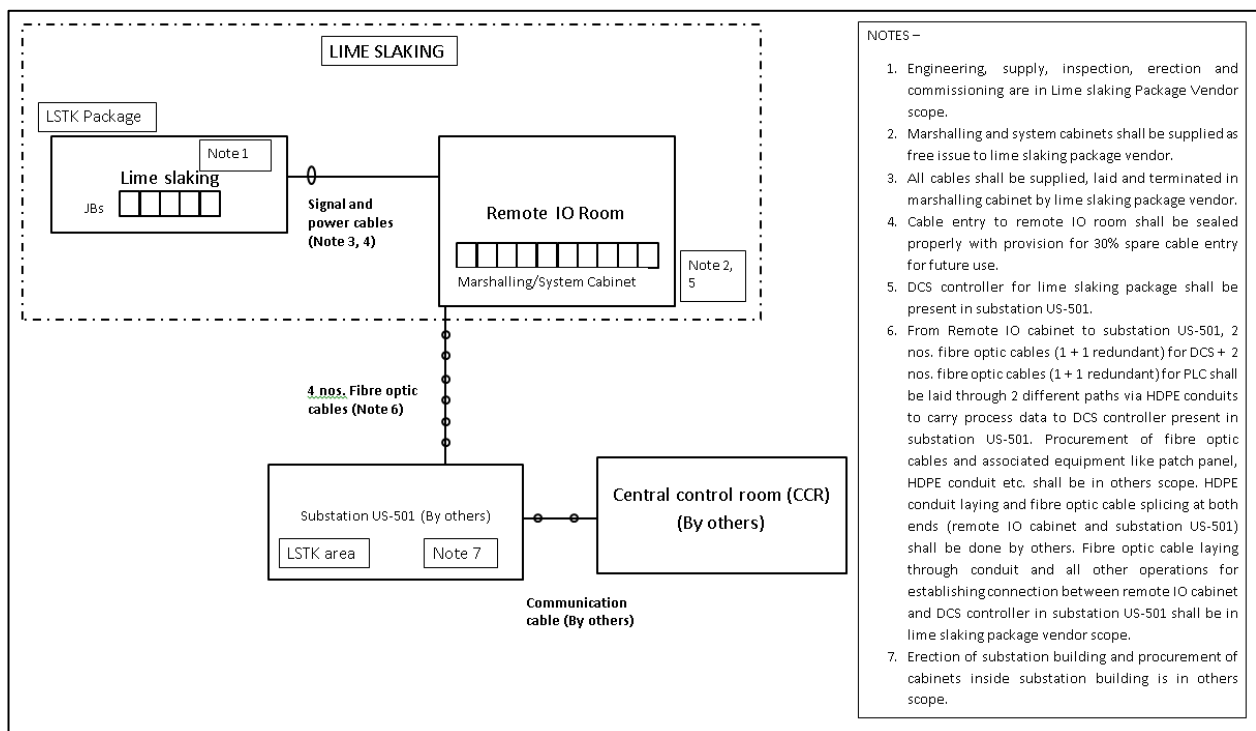 LIME SLAKING
LSTK Package
Note 1
Lime slaking
JBs
Signal and
power cables
(Note 3, 4)
Remote IO Room
Marshalling/System Cabinet
Note 2,
5
4 nos. Fibre optic
cables (Note 6)
Substation US-501 (By others)
LSTK area
Note 7
Central control room (CCR)
(By others)
Communication
cable (By others)
NOTES –
1. Engineering, supply, inspection, erection and
commissioning are in Lime slaking Package Vendor
scope.
2. Marshalling and system cabinets shall be supplied as
free issue to lime slaking package vendor.
3. All cables shall be supplied, laid and terminated in
marshalling cabinet by lime slaking package vendor.
4. Cable entry to remote IO room shall be sealed
properly with provision for 30% spare cable entry
for future use.
5. DCS controller for lime slaking package shall be
present in substation US-501.
6. From Remote IO cabinet to substation US-501, 2
nos. fibre optic cables (1 + 1 redundant) for DCS + 2
nos. fibre optic cables (1 + 1 redundant) for PLC shall
be laid through 2 different paths via HDPE conduits
to carry process data to DCS controller present in
substation US-501. Procurement of fibre optic
cables and associated equipment like patch panel,
HDPE conduit etc. shall be in others scope. HDPE
conduit laying and fibre optic cable splicing at both
ends (remote IO cabinet and substation US-501)
shall be done by others. Fibre optic cable laying
through conduit and all other operations for
establishing connection between remote IO cabinet
and DCS controller in substation US-501 shall be in
lime slaking package vendor scope.
7. Erection of substation building and procurement of
cabinets inside substation building is in others
scope.